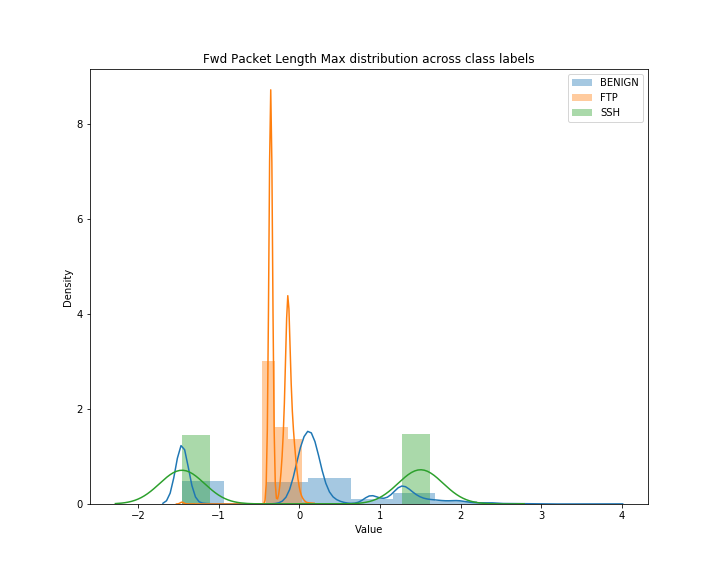 Fwd Packet Length Max distribution across class labels
BENIGN
FTP
SSH
8
6
4
2
0
Density
−2
−1
0
1
2
3
4
Value